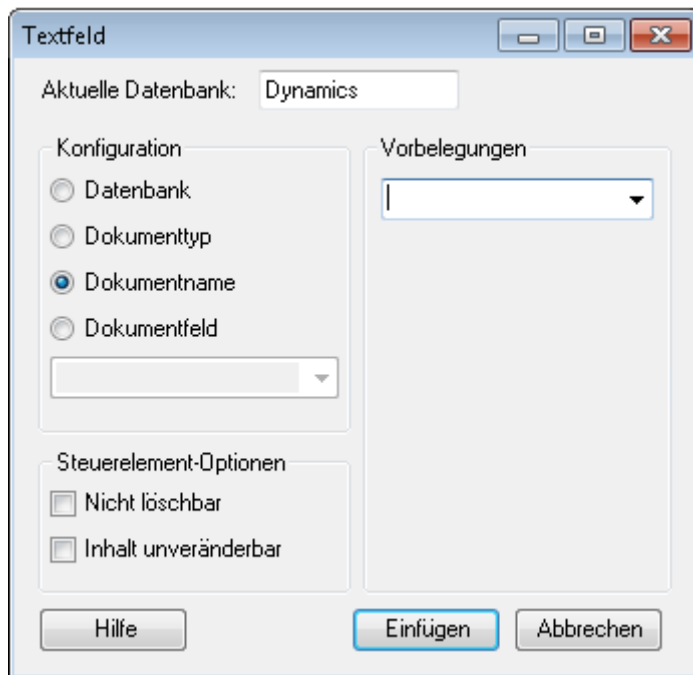 Textfeld
Aktuelle Datenbank: Dynamics
Konfiguration
Datenbank
Dokumenttyp
Dokumentname
Dokumentfeld
Steuerelement-Optionen
Nicht löschbar
Inhalt unveränderbar
Vorbelegungen
Hilfe Einfügen Abbrechen